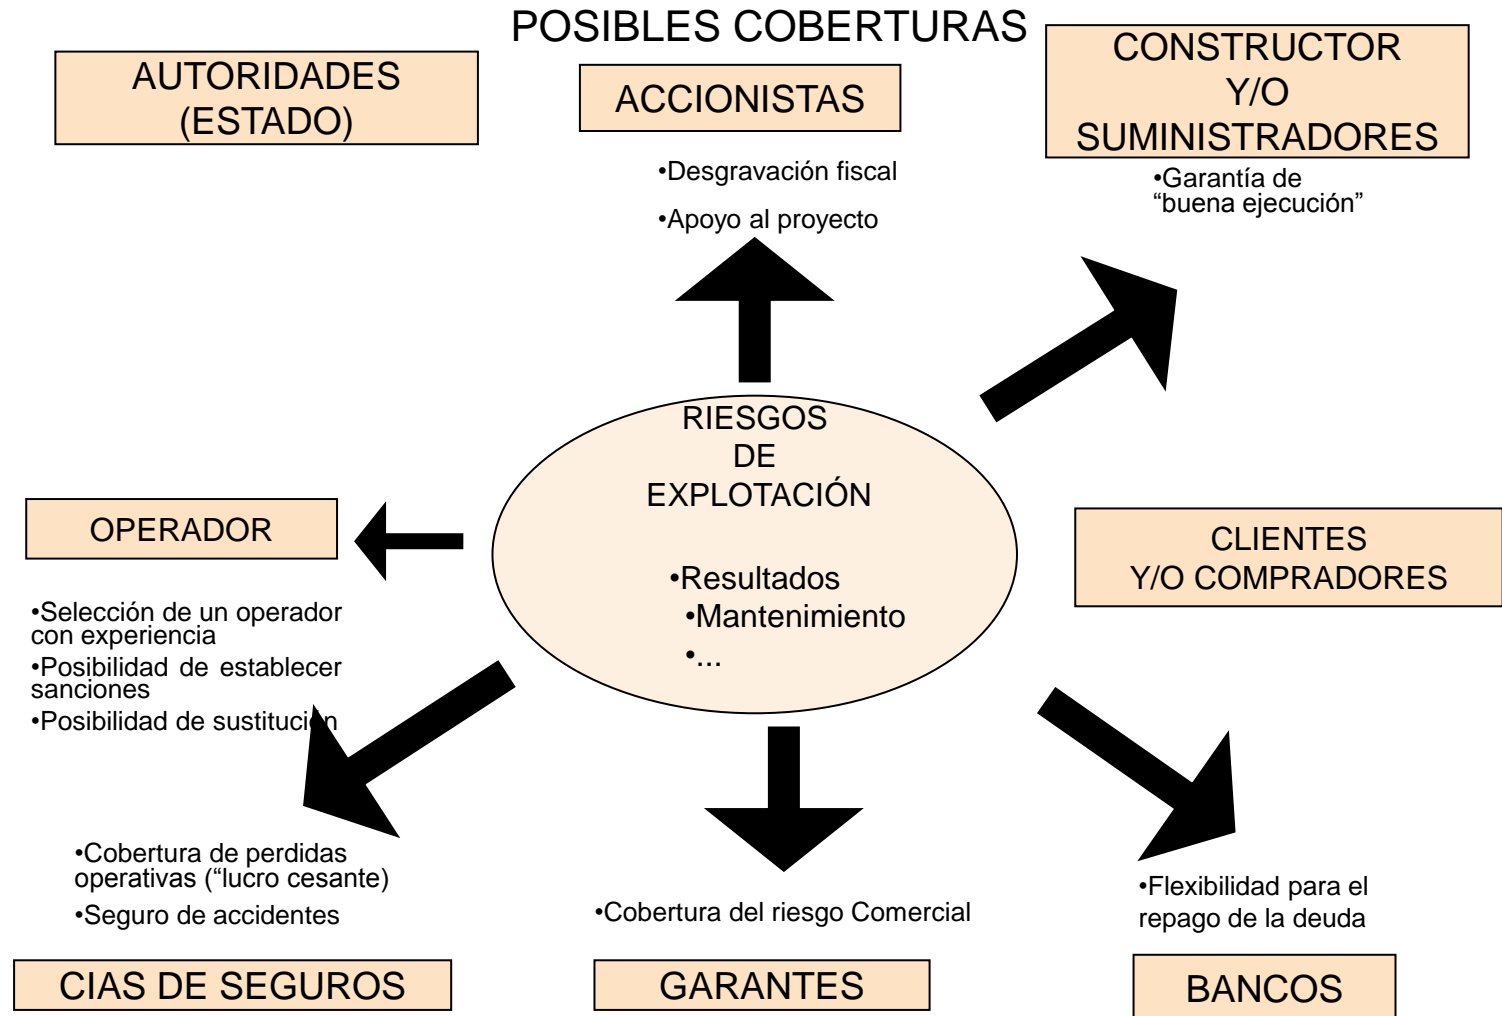 POSIBLES COBERTURAS
AUTORIDADES
(ESTADO)
ACCIONISTAS
•Desgravación fiscal
•Apoyo al proyecto
CONSTRUCTOR
Y/O
SUMINISTRADORES
•Garantía de
“buena ejecución”
RIESGOS
DE
EXPLOTACIÓN
•Resultados
•Mantenimiento
•...
OPERADOR
•Selección de un operador
con experiencia
•Posibilidad de establecer
sanciones
•Posibilidad de sustitución
CLIENTES
Y/O COMPRADORES
•Cobertura de perdidas
operativas (“lucro cesante)
•Seguro de accidentes
CIAS DE SEGUROS
•Cobertura del riesgo Comercial
GARANTES
•Flexibilidad para el
repago de la deuda
BANCOS